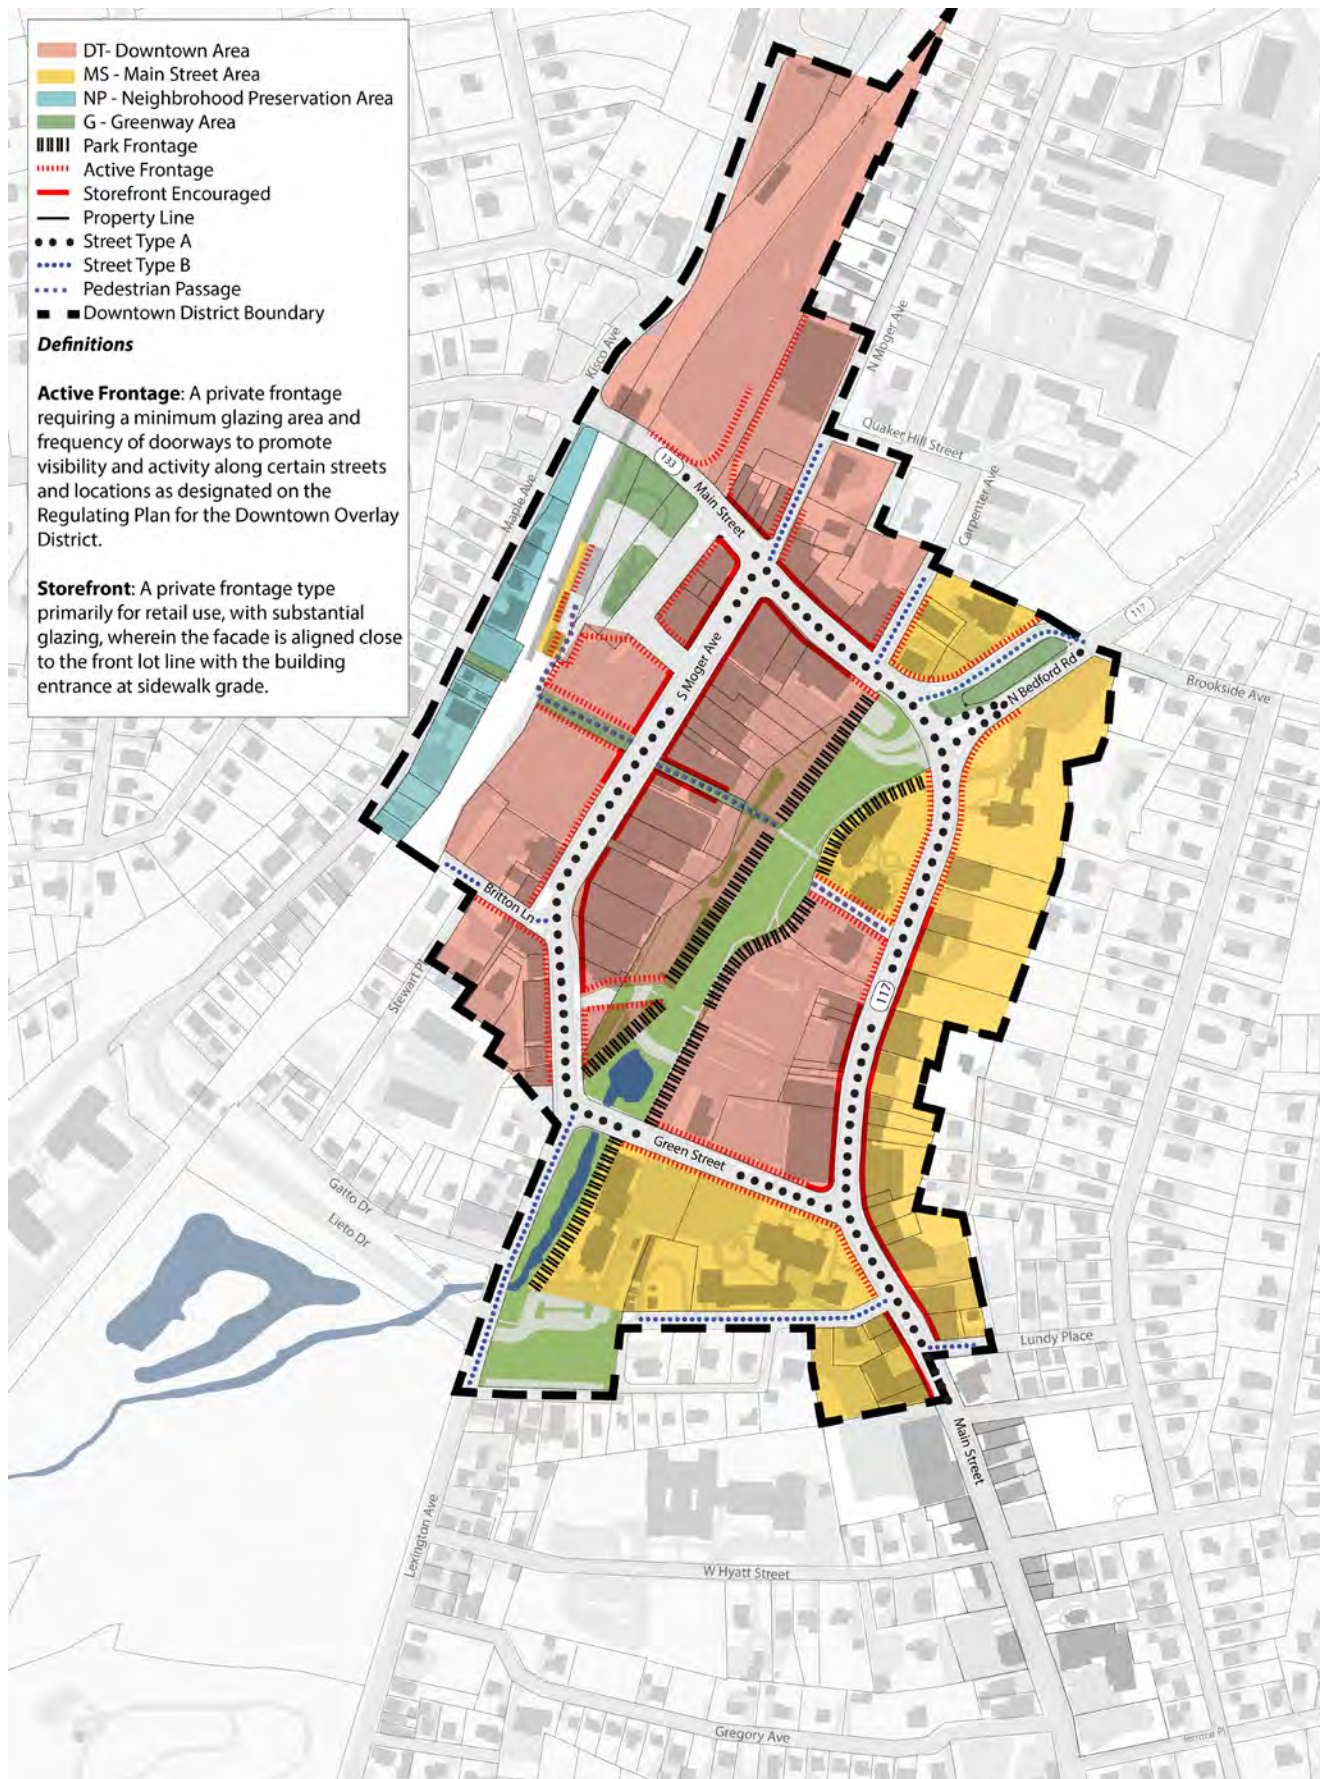 DT- Downtown Area
MS - Main Street Area
NP - Neighbrohood Preservation Area
G - Greenway Area
Park Frontage
Active Frontage
Storefront Encouraged
Property Line
Street Type A
Street Type B
Pedestrian Passage
Downtown District Boundary
Definitions
Active Frontage: A private frontage
requiring a minimum glazing area and
frequency of doorways to promote
visibility and activity along certain streets
and locations as designated on the
Regulating Plan for the Downtown Overlay
District.
Storefront: A private frontage type
primarily for retail use, with substantial
glazing, wherein the facade is aligned close
to the front lot line with the building
entrance at sidewalk grade.
Kisco Ave
N Moger Ave
Quaker Hill Street
133
Main Street
Maple Ave
Carpenter Ave
117
S Moger Ave
N Bedford Rd
Brookside Ave
Britton Ln
Stewart Pl
117
Green Street
Gatto Dr
Lieto Dr
Lundy Place
Main Street
Lexington Ave
W Hyatt Street
Gregory Ave
Terrace Pl